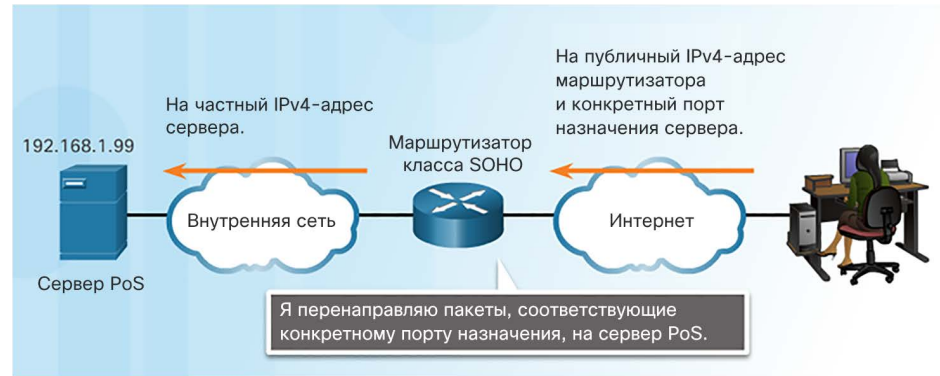 На публичный IPv4-адрес
маршрутизатора
и конкретный порт
назначения сервера.
На частный IPv4-адрес
сервера.
192.168.1.99
Маршрутизатор
класса SOHO
Внутренняя сеть
Интернет
Сервер PoS
Я перенаправляю пакеты, соответствующие
конкретному порту назначения, на сервер PoS.